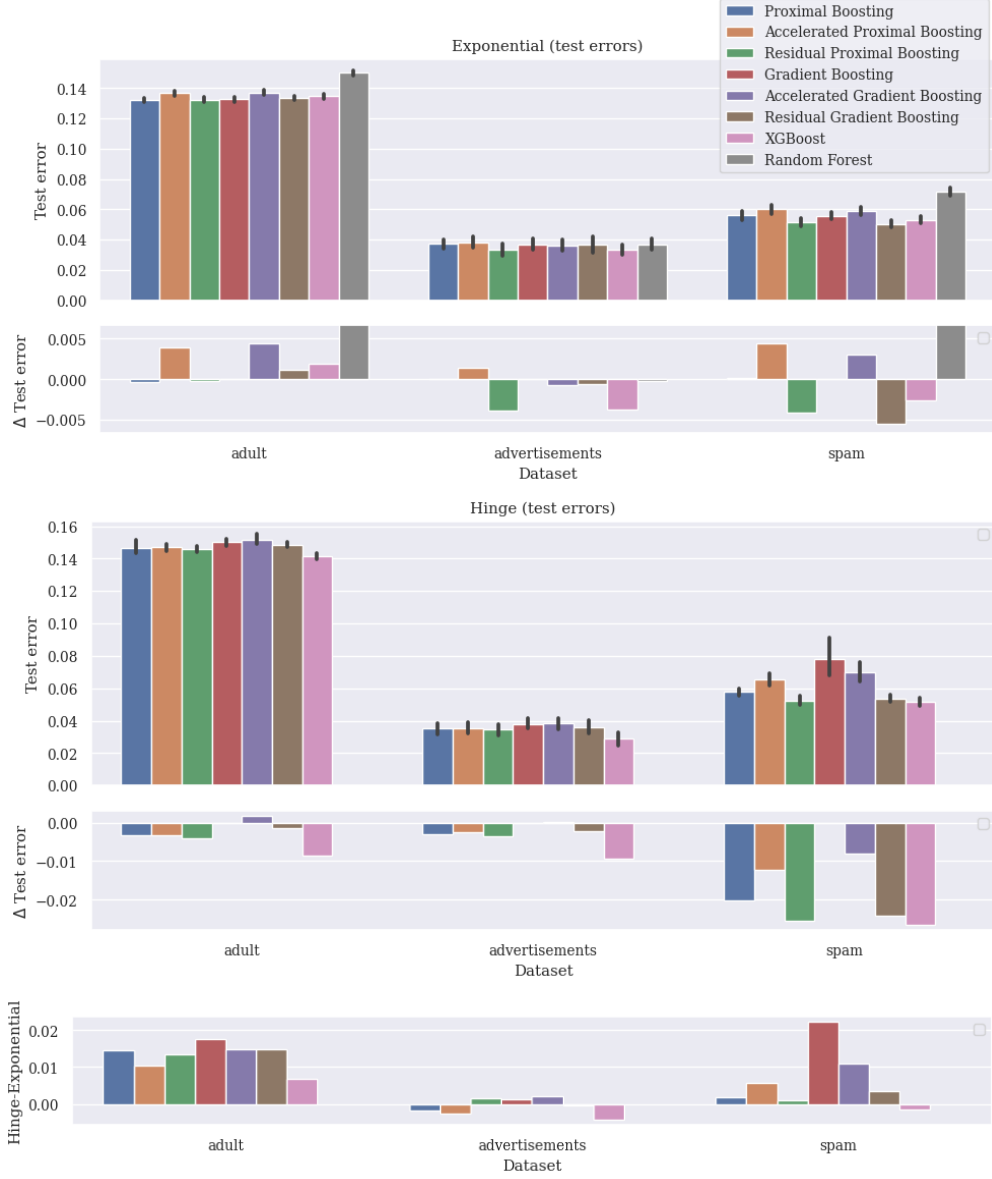 Proximal Boosting
Accelerated Proximal Boosting
Residual Proximal Boosting
Gradient Boosting
Accelerated Gradient Boosting
Residual Gradient Boosting
XGBoost
Random Forest
Exponential (test errors)
Test error
0.14
0.12
0.10
0.08
0.06
0.04
0.02
0.00
Δ Test error
0.005
0.000
−0.005
adult
advertisements
spam
Dataset
Hinge (test errors)
Test error
0.16
0.14
0.12
0.10
0.08
0.06
0.04
0.02
0.00
Δ Test error
0.00
−0.01
−0.02
adult
advertisements
spam
Dataset
Hinge-Exponential
0.02
0.01
0.00
adult
advertisements
spam
Dataset